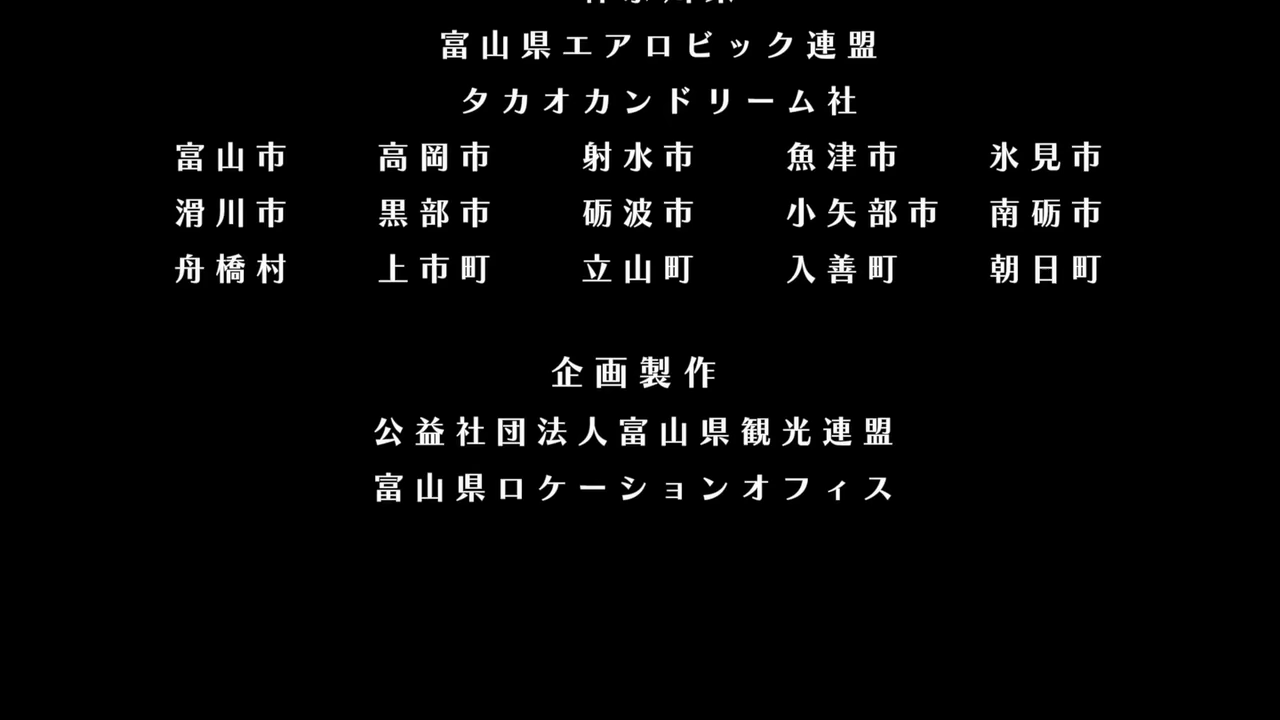 富山県エアロビック連盟
タカオカンドリーム社
富山市 高岡市 射水市 魚津市 氷見市
滑川市 黒部市 砺波市 小矢部市 南砺市
舟橋村 上市町 立山町 入善町 朝日町
企画製作
公益社団法人富山県観光連盟
富山県ロケーションオフィス